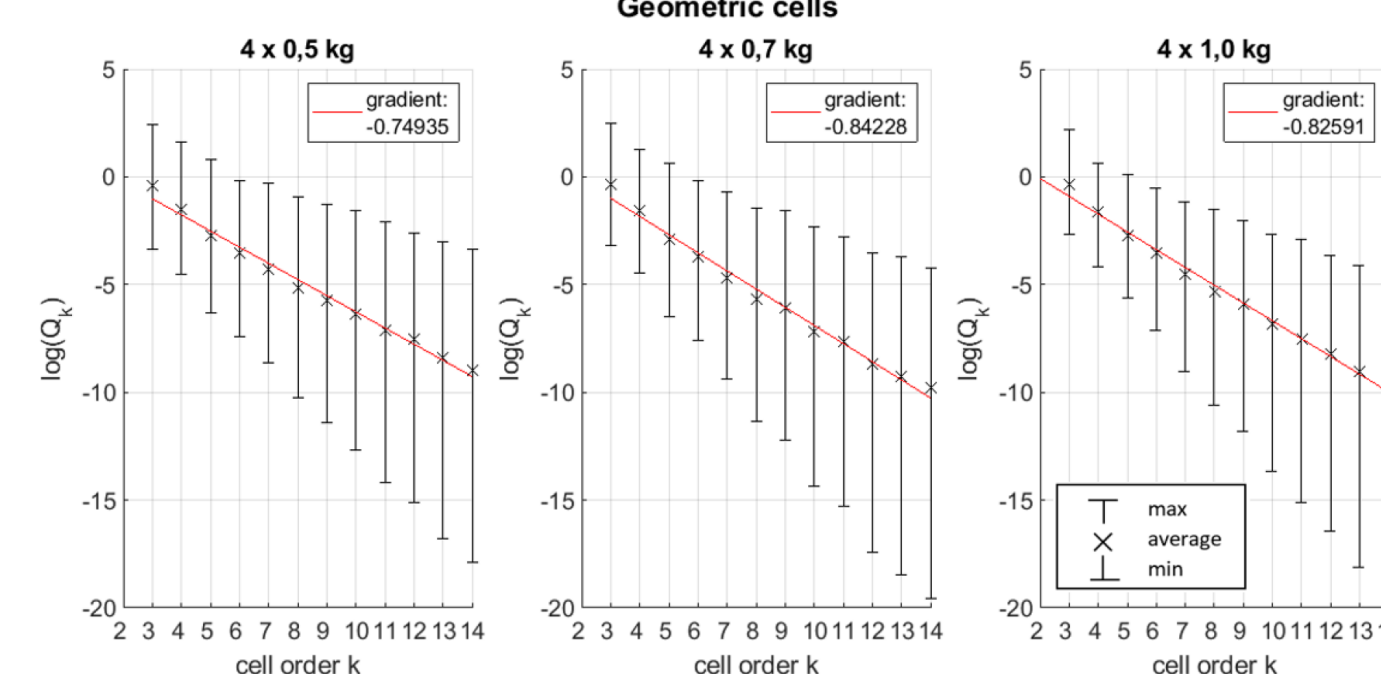 Geometric cells
4 x 0,5 kg
5
0
-5
-10
-15
-20
log(Qk)
gradient:
-0.74935
2 3 4 5 6 7 8 9 10 11 12 13 14
cell order k
4 x 0,7 kg
5
0
-5
-10
-15
-20
log(Qk)
gradient:
-0.84228
2 3 4 5 6 7 8 9 10 11 12 13 14
cell order k
4 x 1,0 kg
5
0
-5
-10
-15
-20
log(Qk)
gradient:
-0.82591
max
average
min
2 3 4 5 6 7 8 9 10 11 12 13 1
cell order k